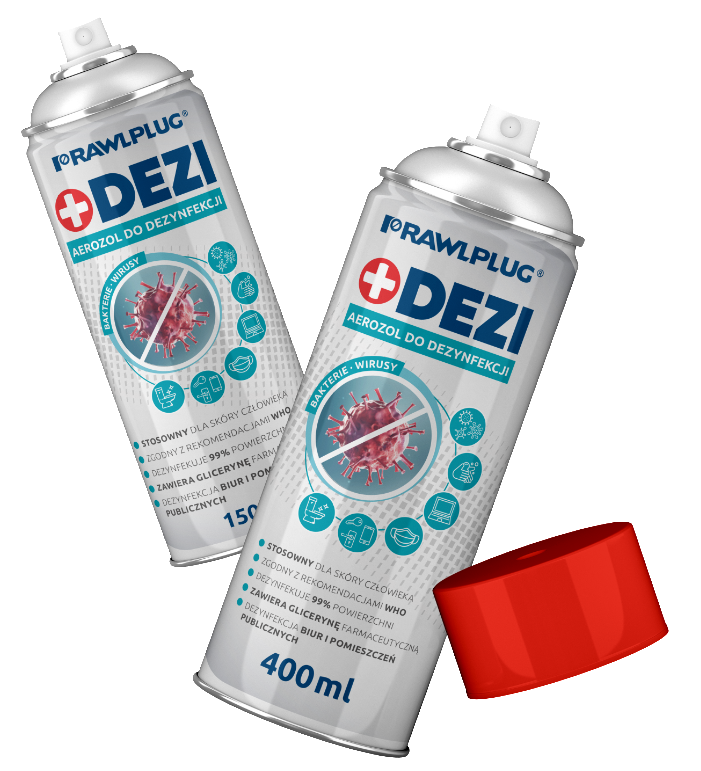 RAWLPLUG®
DEZI
AEROZOL DO DEZYNFEKCJI
BAKTERIE · WIRUSY
STOSOWNY DLA SKÓRY CZŁOWIEKA
ZGODNY Z REKOMENDACJAMI WHO
DEZYNFEKUJE 99% POWIERZCHNI
ZAWIERA GLICERYNĘ FARM
DEZYNFEKCJA BIUR I POM
PUBLICZNYCH
150
RAWLPLUG®
DEZI
AEROZOL DO DEZYNFEKCJI
BAKTERIE · WIRUSY
STOSOWNY DLA SKÓRY CZŁOWIEKA
ZGODNY Z REKOMENDACJAMI WHO
DEZYNFEKUJE 99% POWIERZCHNI
ZAWIERA GLICERYNĘ FARMACEUTYCZNĄ
DEZYNFEKCJA BIUR I POMIESZCZEŃ
PUBLICZNYCH
400ml